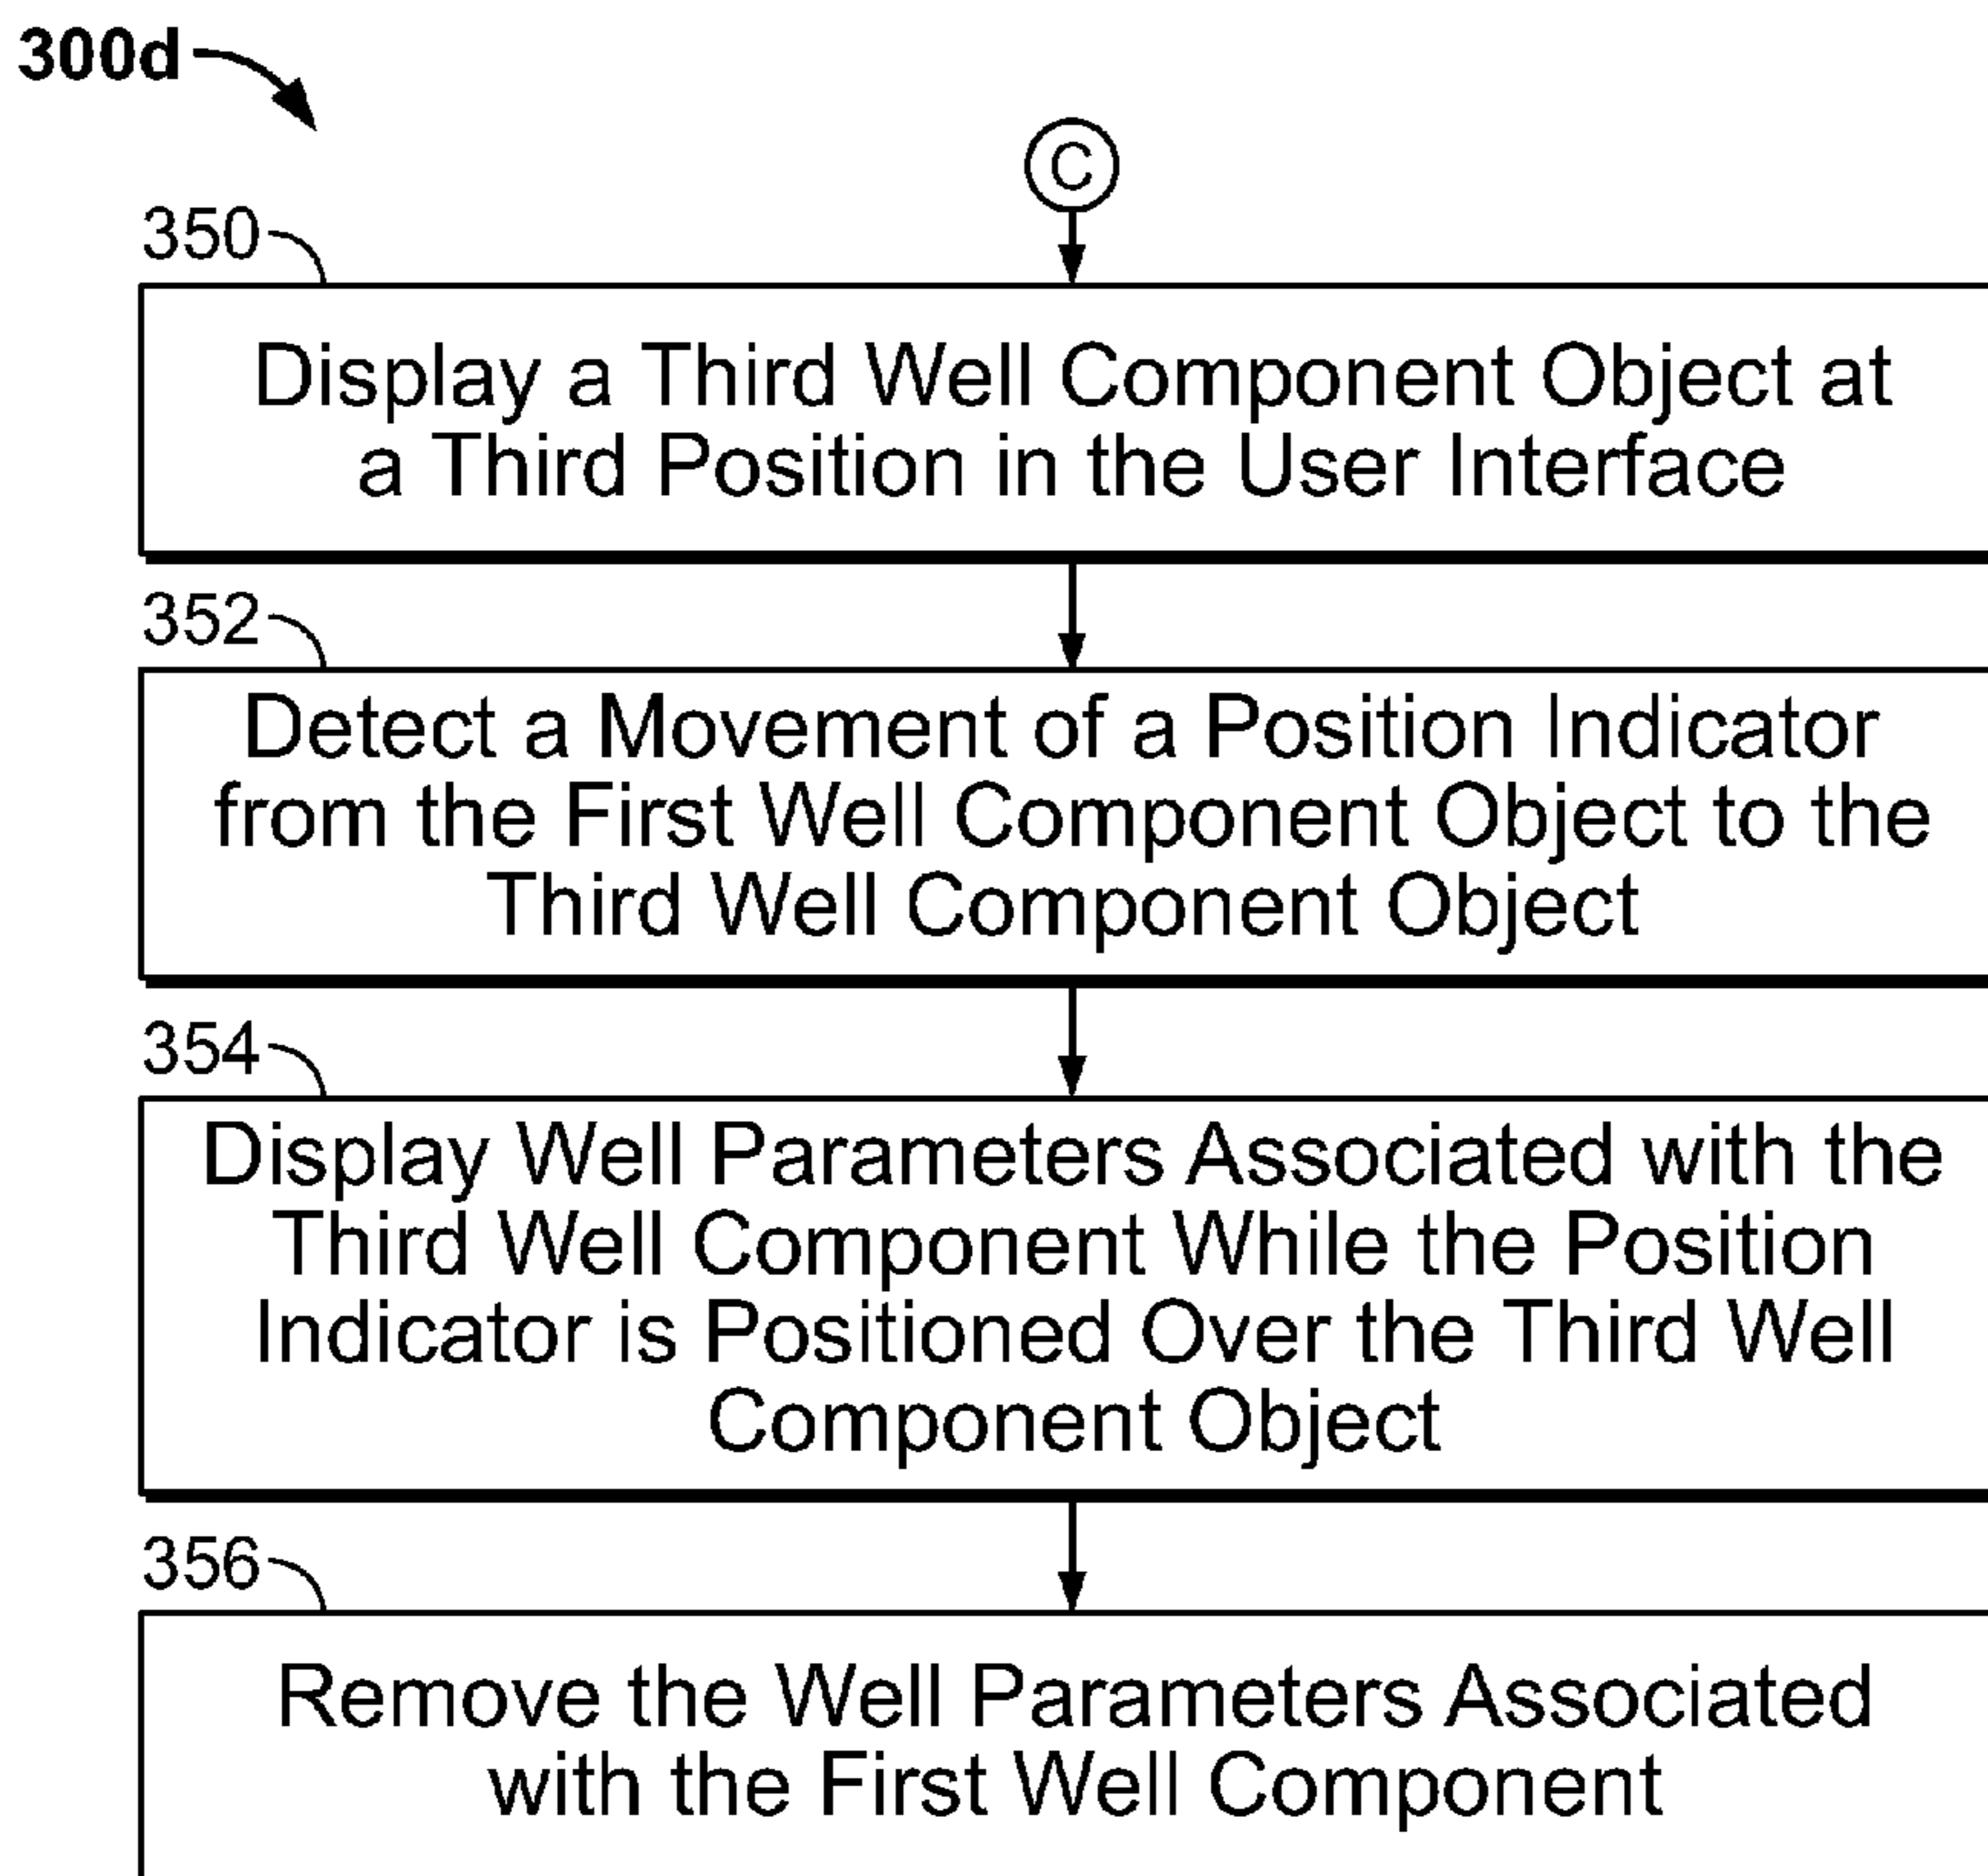 300d
C
350
Display a Third Well Component Object at
a Third Position in the User Interface
352
Detect a Movement of a Position Indicator
from the First Well Component Object to the
Third Well Component Object
354
Display Well Parameters Associated with the
Third Well Component While the Position
Indicator is Positioned Over the Third Well
Component Object
356
Remove the Well Parameters Associated
with the First Well Component